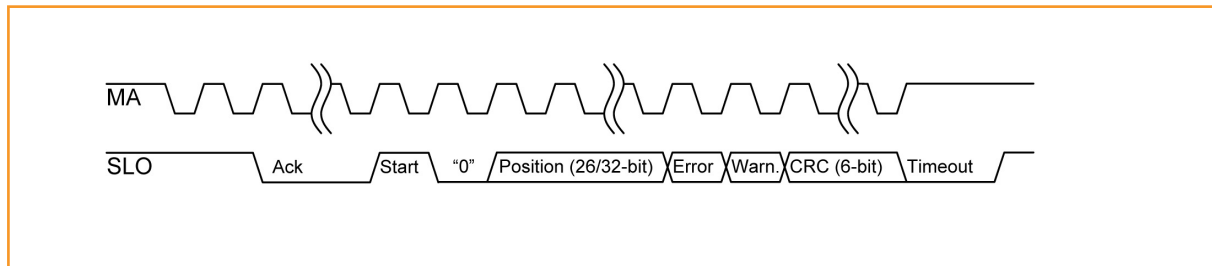 MA
SLO Ack Start “0” Position (26/32-bit) Error Warn. CRC (6-bit) Timeout